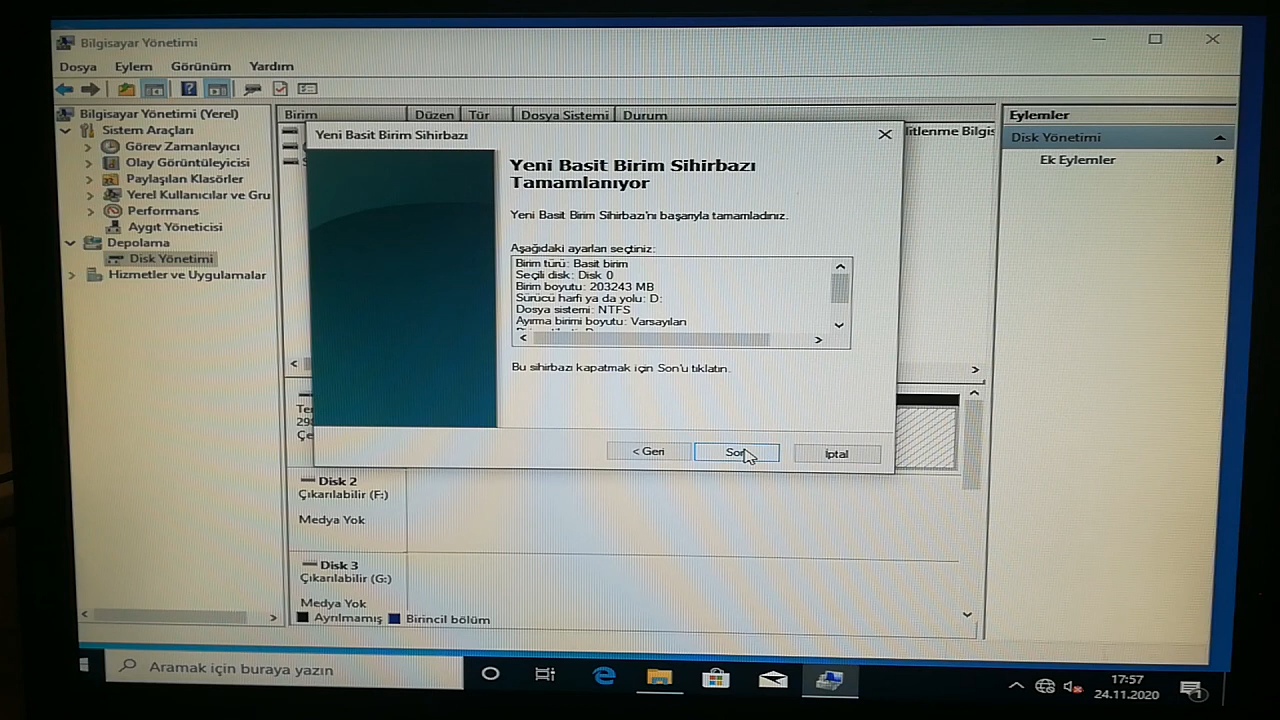 Bilgisayar Yönetimi
Dosya Eylem Görünüm Yardım
Bilgisayar Yönetimi (Yerel)
Sistem Araçları
Görev Zamanlayıcı
Olay Görüntüleyicisi
Paylaşılan Klasörler
Yerel Kullanıcılar ve Gru
Performans
Aygıt Yöneticisi
Depolama
Disk Yönetimi
Hizmetler ve Uygulamalar
Birim Düzen Tür Dosya Sistemi Durum
Yeni Basit Birim Sihirbazı
Yeni Basit Birim Sihirbazı
Tamamlanıyor
Yeni Basit Birim Sihirbazı'nı başarıyla tamamladınız.
Aşağıdaki ayarları seçtiniz:
Birim türü: Basit birim
Seçili disk: Disk 0
Birim boyutu: 203243 MB
Sürücü harfi ya da yolu: D:
Dosya sistemi: NTFS
Ayırma birimi boyutu: Varsayılan
Bu sihirbazı kapatmak için Son'u tıklatın.
< Geri
Son
İptal
Disk 2
Çıkarılabilir (F:)
Medya Yok
Disk 3
Çıkarılabilir (G:)
Medya Yok
Ayrılmamış Birincil bölüm
Eylemler
Disk Yönetimi
Ek Eylemler
Aramak için buraya yazın
17:57
24.11.2020
1